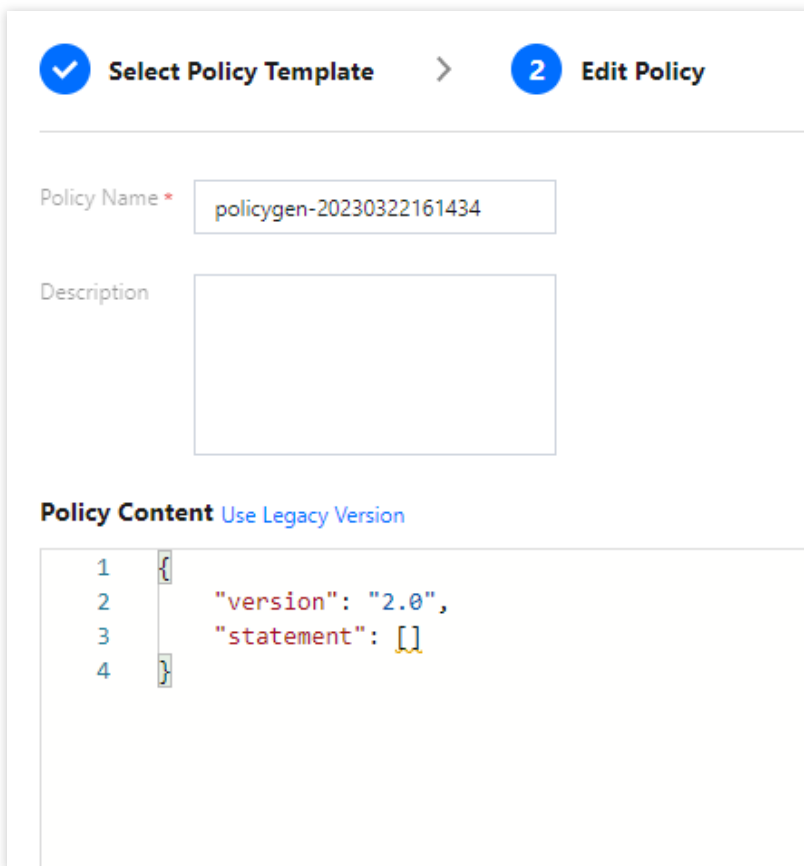 Select Policy Template > 2 Edit Policy
Policy Name * policygen-20230322161434
Description
Policy Content Use Legacy Version
1 {
2 "version": "2.0",
3 "statement": []
4 }